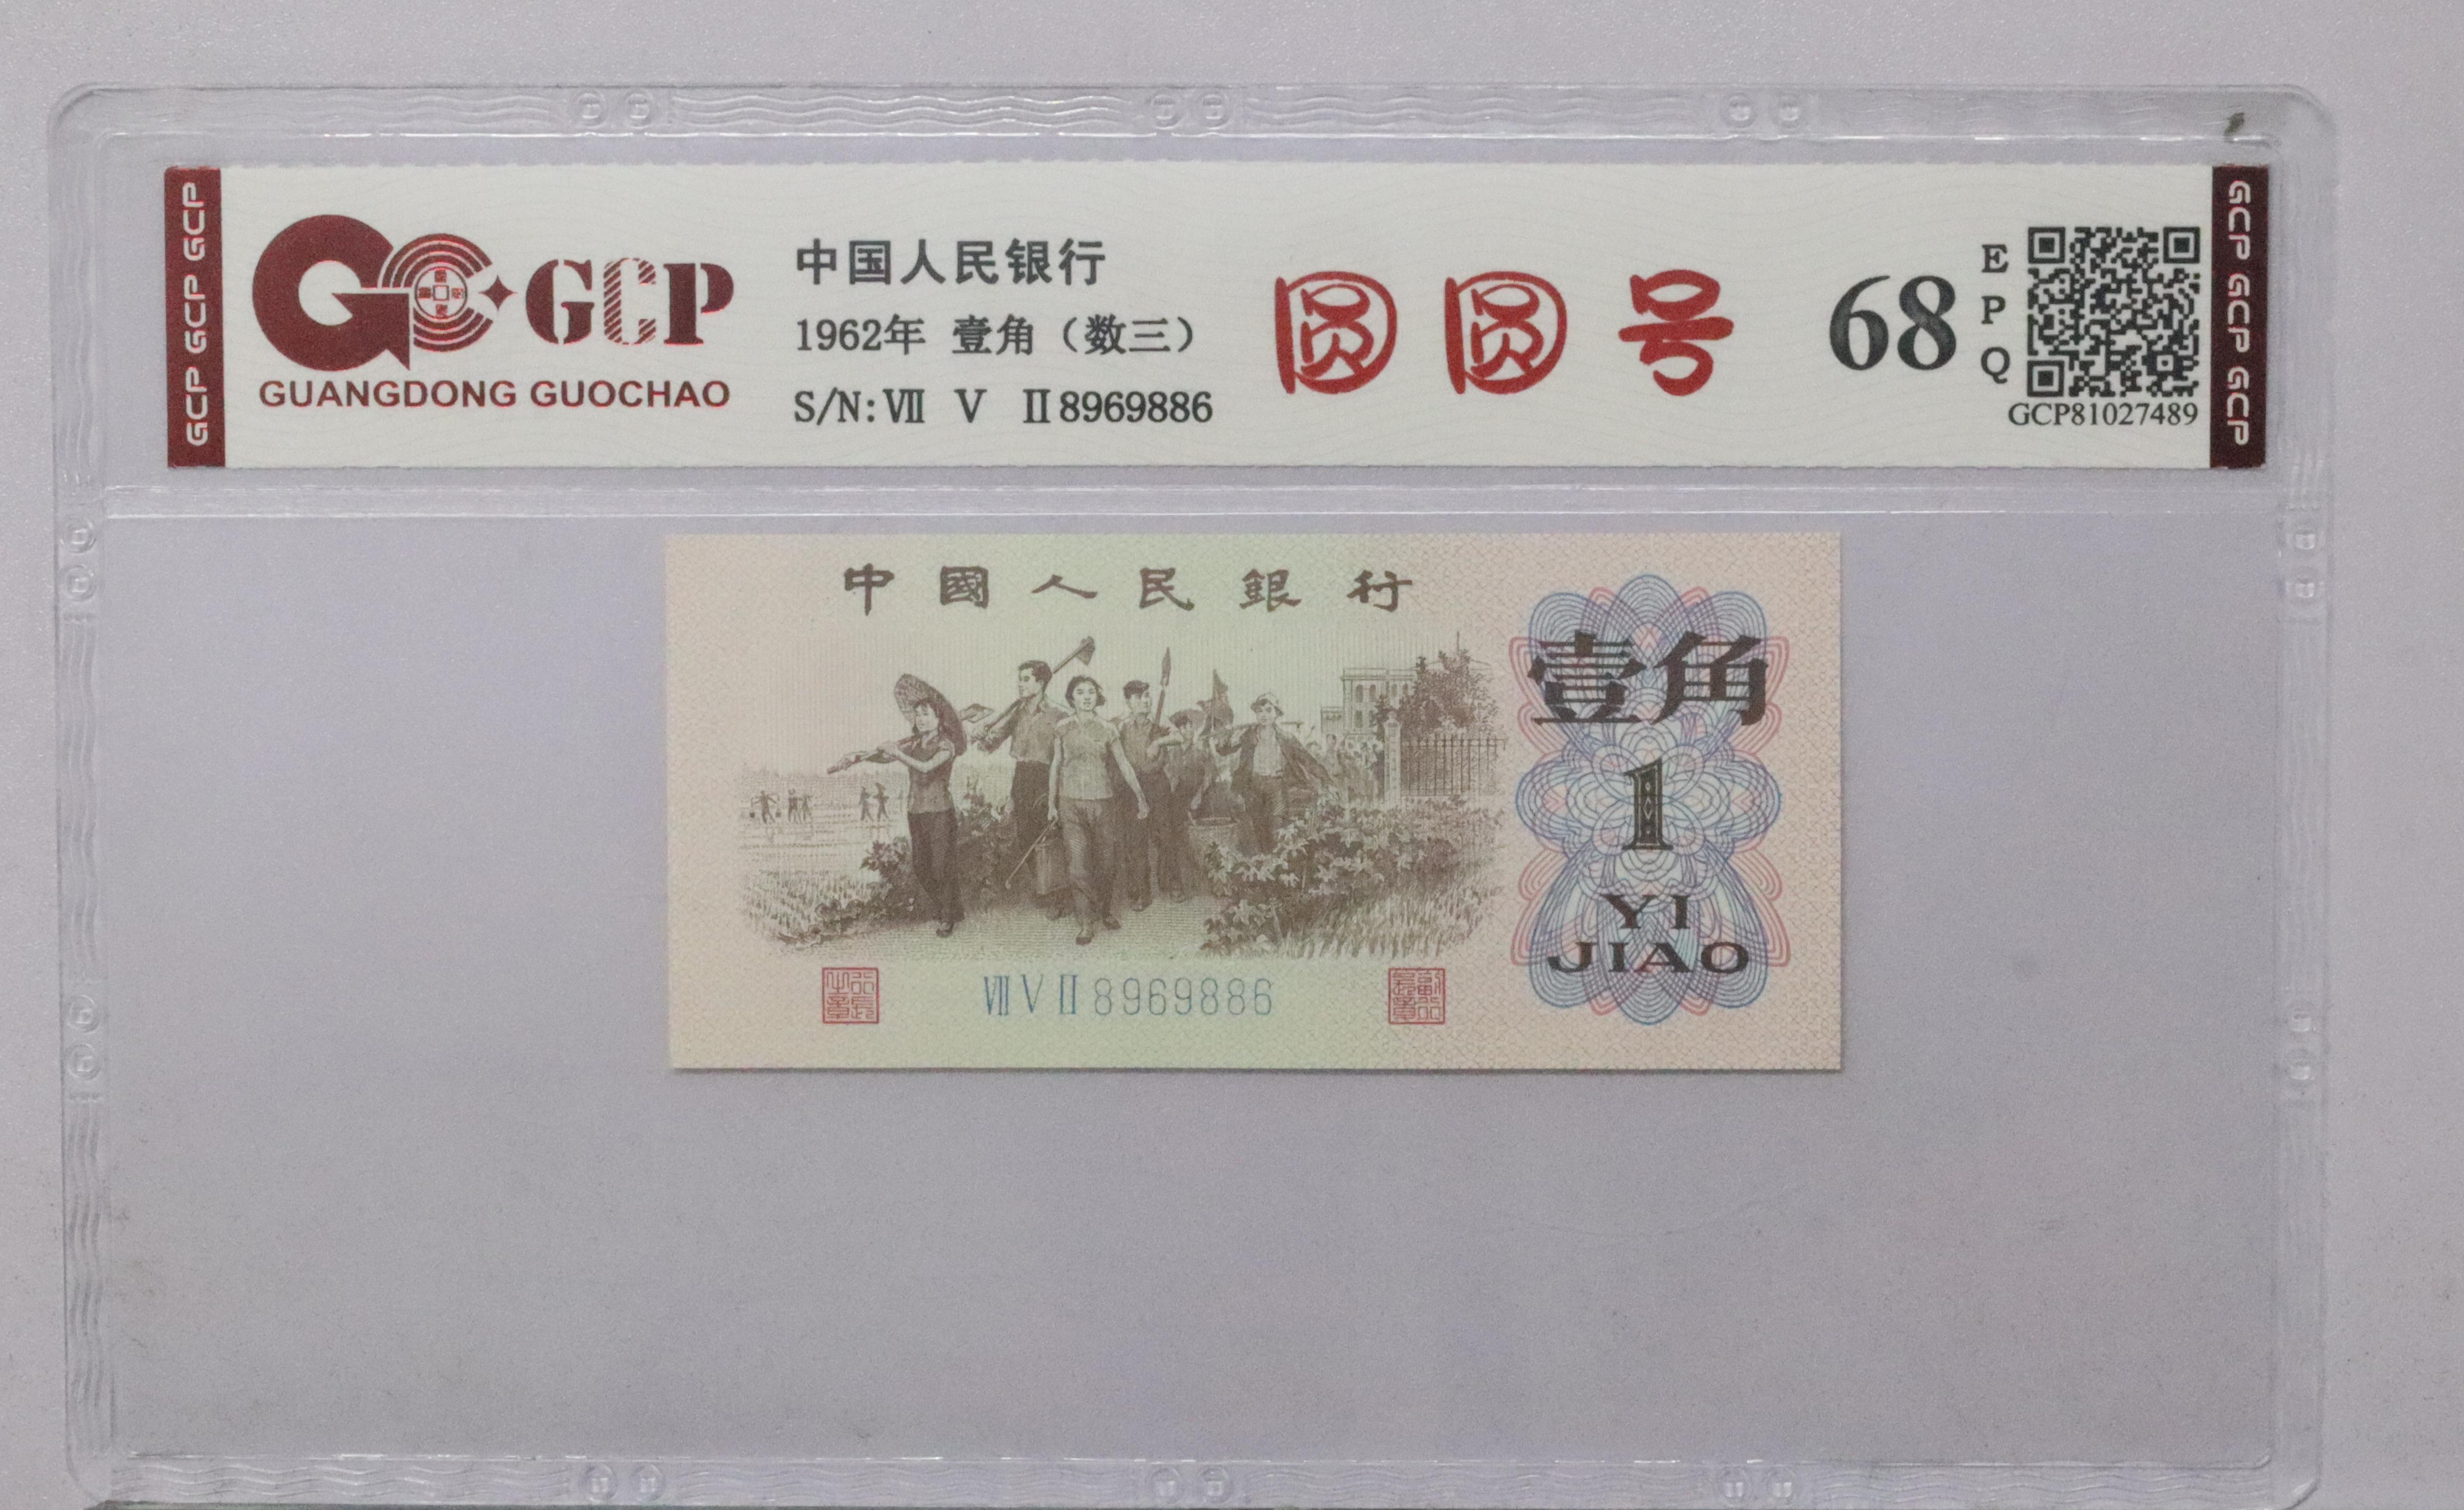 GCP GCP GCP
GCP
GUANGDONG GUOCHAO
中国人民银行
1962年 壹角（数三）
S/N: Ⅶ Ⅴ Ⅱ8969886
圆圆号
68
E
P
Q
GCP81027489
GCP GCP GCP
中國人民銀行
壹角
1
YI
JIAO
Ⅶ Ⅴ Ⅱ 8969886